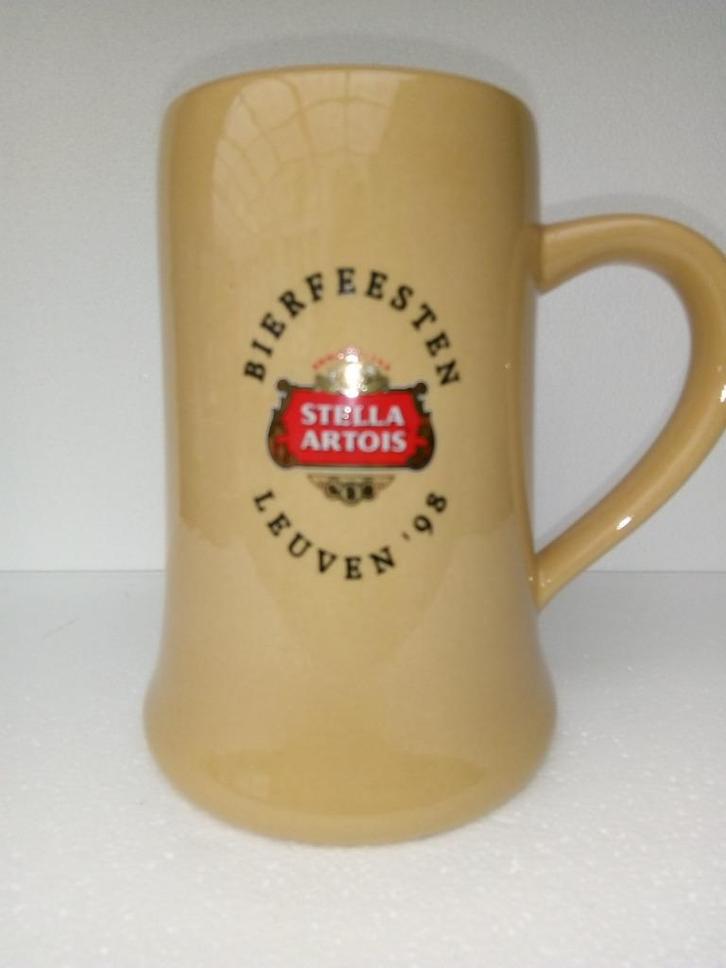 BIERFEESTEN
STELLA
ARTOIS
LEUVEN '98